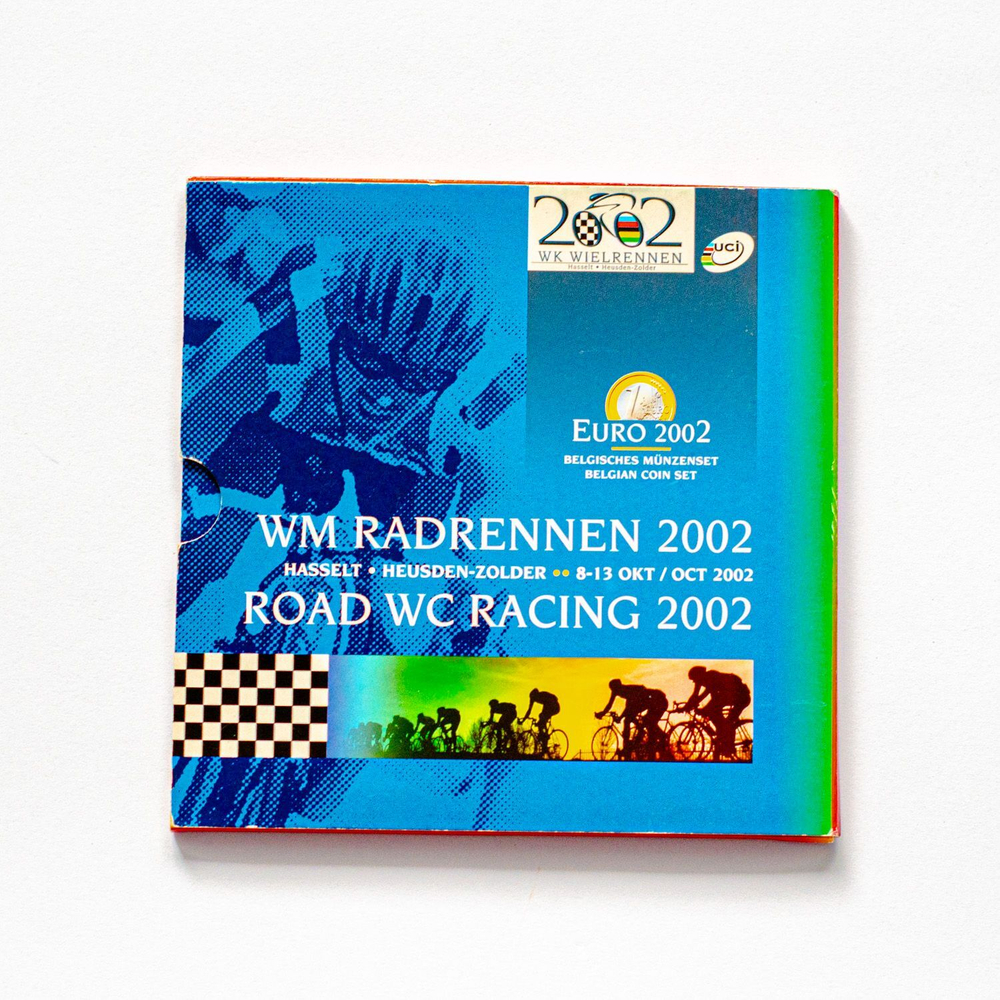 2002
WK WIELRENNEN
Hasselt • Heusden-Zolder
uci
1
EURO 2002
BELGISCHES MÜNZENSET
BELGIAN COIN SET
WM RADRENNEN 2002
HASSELT • HEUSDEN-ZOLDER •• 8-13 OKT / OCT 2002
ROAD WC RACING 2002